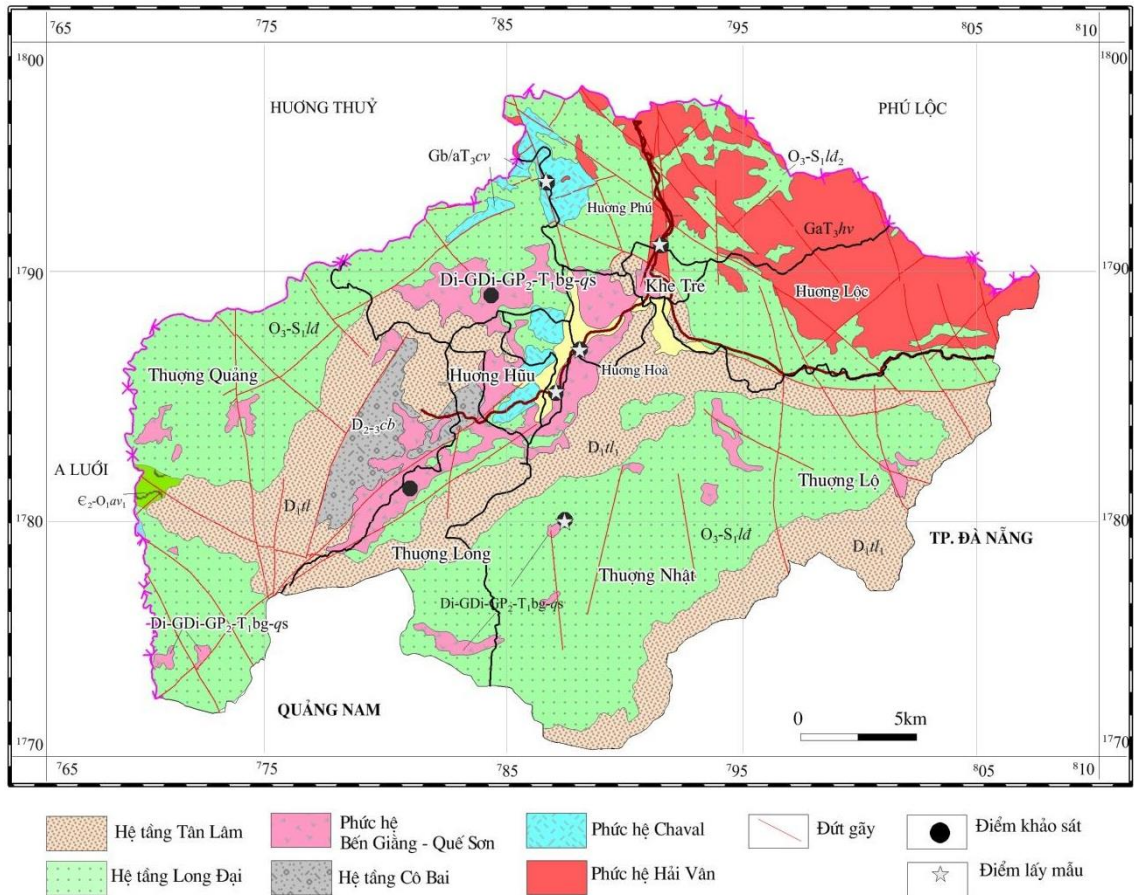 765 775 785 795 805 810
1800 1800
HƯƠNG THUỶ PHÚ LỘC
Gb/aT3cv O3-S1lđ2
Hương Phú
GaT3hv
1790 1790
Di-GDi-GP2-T1bg-qs Khe Tre Hương Lộc
O3-S1lđ
Thượng Quảng Hương Hữu Hương Hoà
D2-3cb
D1tl1
A LUỚI Thượng Lộ
Є2-O1av1 D1tl
1780 1780
Thượng Long O3-S1lđ TP. ĐÀ NẴNG
D1tl1
Thượng Nhật
Di-GDi-GP2-T1bg-qs
Di-GDi-GP2-T1bg-qs
QUẢNG NAM 0 5km
1770 1770
765 775 785 795 805 810
Hệ tầng Tân Lâm
Phức hệ
Bến Giằng - Quế Sơn
Phức hệ Chaval
Đứt gãy
Điểm khảo sát
Hệ tầng Long Đại
Hệ tầng Cô Bai
Phức hệ Hải Vân
Điểm lấy mẫu